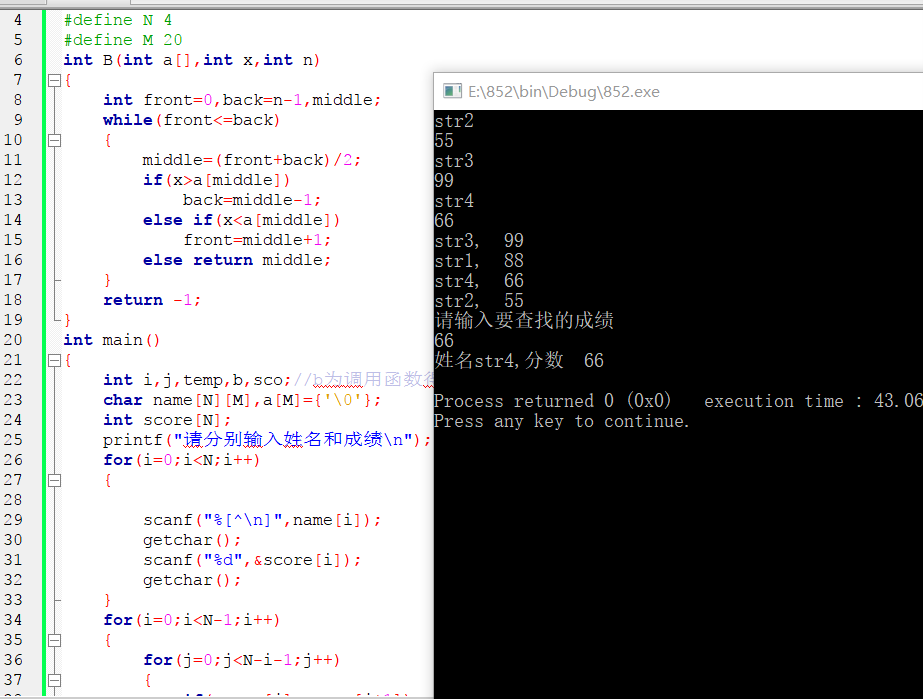 4 #define N 4
5 #define M 20
6 int B(int a[],int x,int n)
7 {
8 int front=0,back=n-1,middle;
9 while(front<=back)
10 {
11 middle=(front+back)/2;
12 if(x>a[middle])
13 back=middle-1;
14 else if(x<a[middle])
15 front=middle+1;
16 else return middle;
17 }
18 return -1;
19 }
20 int main()
21 {
22 int i,j,temp,b,sco;//b为调用函数
23 char name[N][M],a[M]={'\0'};
24 int score[N];
25 printf("请分别输入姓名和成绩\n");
26 for(i=0;i<N;i++)
27 {
28
29 scanf("%[^\n]",name[i]);
30 getchar();
31 scanf("%d",&score[i]);
32 getchar();
33 }
34 for(i=0;i<N-1;i++)
35 {
36 for(j=0;j<N-i-1;j++)
37 {
E:\852\bin\Debug\852.exe
str2
55
str3
99
str4
66
str3, 99
str1, 88
str4, 66
str2, 55
请输入要查找的成绩
66
姓名str4,分数 66
Process returned 0 (0x0) execution time : 43.06
Press any key to continue.